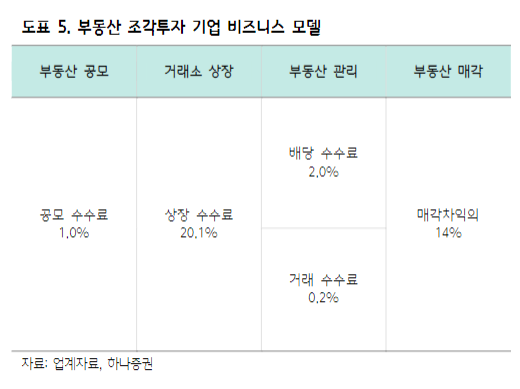 도표 5. 부동산 조각투자 기업 비즈니스 모델
부동산 공모 거래소 상장 부동산 관리 부동산 매각
배당 수수료
2.0%
공모 수수료 상장 수수료 매각차익의
1.0% 20.1% 14%
거래 수수료
0.2%
자료: 업계자료, 하나증권